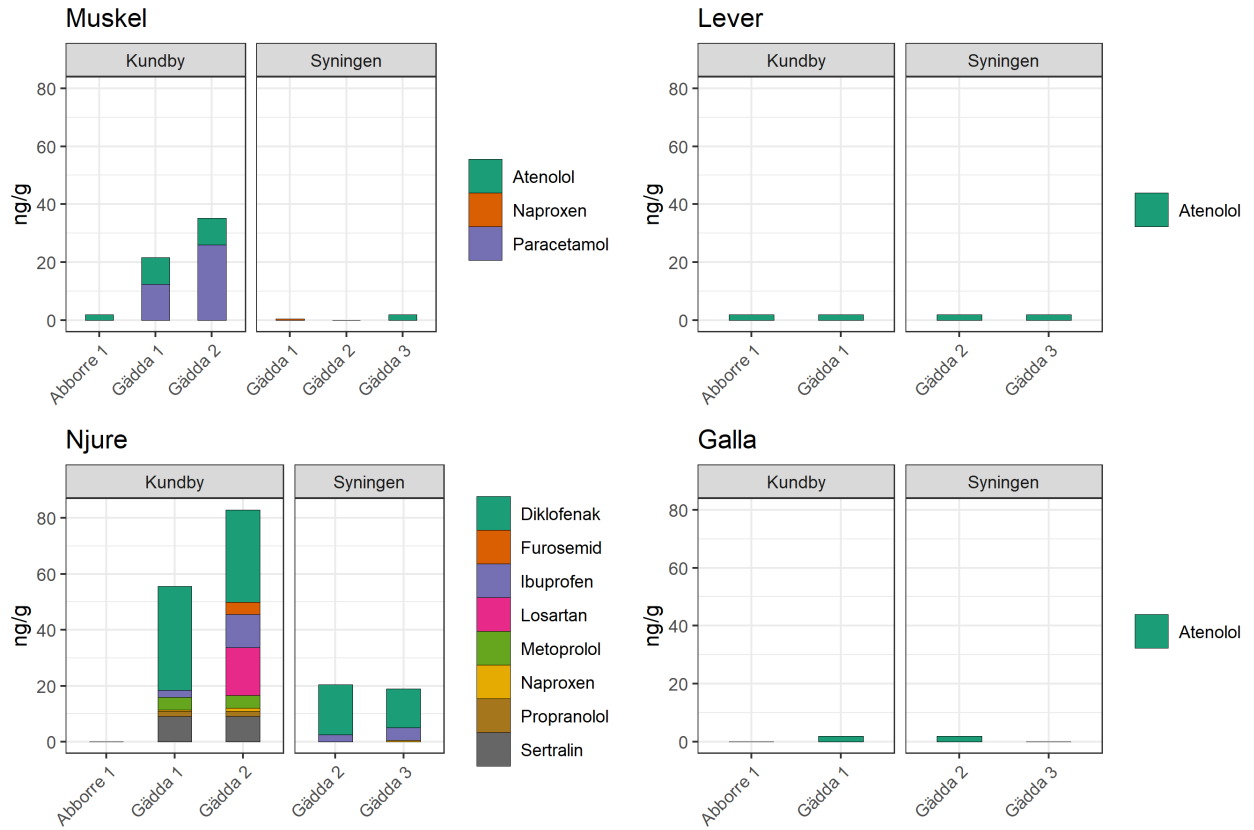 Muskel
Kundby
Syningen
ng/g
80
60
40
20
0
Abborre 1
Gädda 1
Gädda 2
Gädda 1
Gädda 2
Gädda 3
Atenolol
Naproxen
Paracetamol
Lever
Kundby
Syningen
ng/g
80
60
40
20
0
Abborre 1
Gädda 1
Gädda 2
Gädda 3
Atenolol
Njure
Kundby
Syningen
ng/g
80
60
40
20
0
Abborre 1
Gädda 1
Gädda 2
Gädda 2
Gädda 3
Diklofenak
Furosemid
Ibuprofen
Losartan
Metoprolol
Naproxen
Propranolol
Sertralin
Galla
Kundby
Syningen
ng/g
80
60
40
20
0
Abborre 1
Gädda 1
Gädda 2
Gädda 3
Atenolol